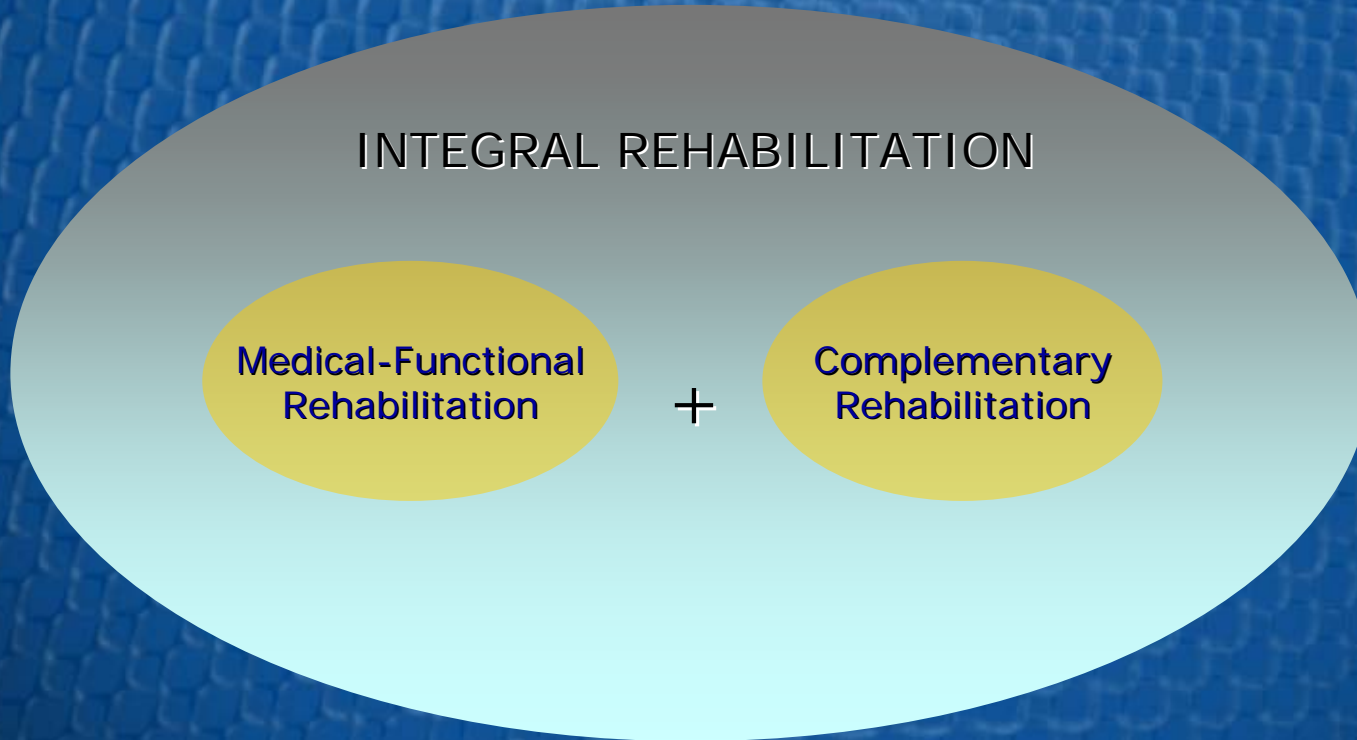 INTEGRAL REHABILITATION
Medical-Functional
Rehabilitation
+
Complementary
Rehabilitation